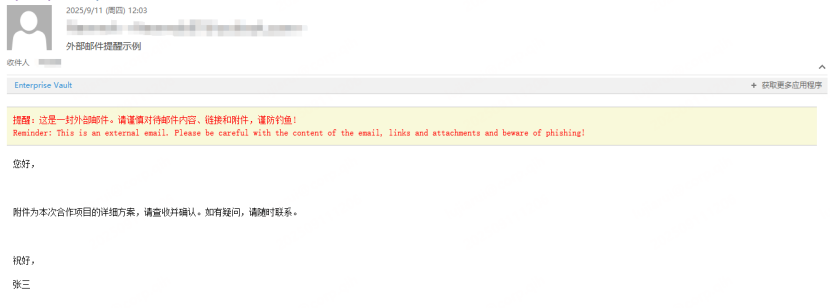 2025/9/11 (周四) 12:03
外部邮件提醒示例
收件人
Enterprise Vault
+ 获取更多应用程序
提醒：这是一封外部邮件。请谨慎对待邮件内容、链接和附件，谨防钓鱼！
Reminder: This is an external email. Please be careful with the content of the email, links and attachments and beware of phishing!
您好，
附件为本次合作项目的详细方案，请查收并确认。如有疑问，请随时联系。
祝好，
张三